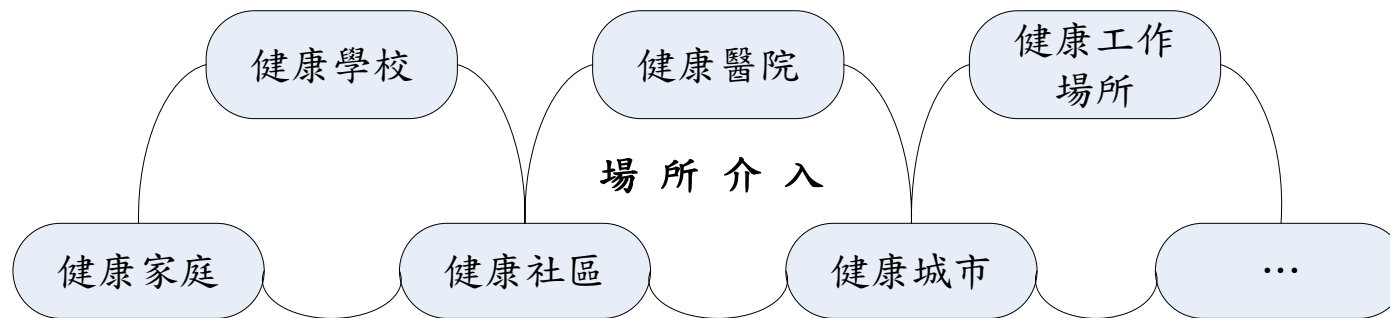 健康學校
健康醫院
健康工作
場所
場所介入
健康家庭
健康社區
健康城市
…